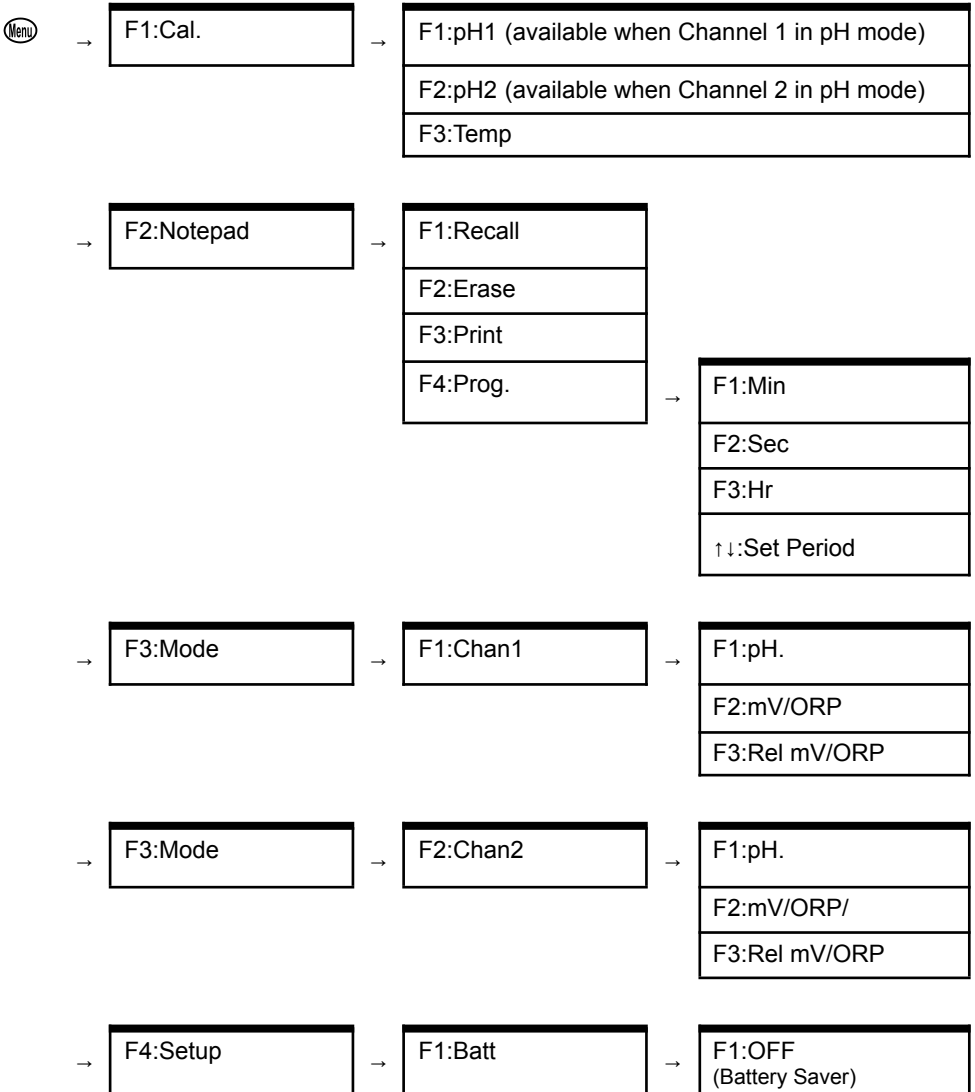 Menu
→ F1:Cal. → F1:pH1 (available when Channel 1 in pH mode)
F2:pH2 (available when Channel 2 in pH mode)
F3:Temp
→ F2:Notepad → F1:Recall
F2:Erase
F3:Print
F4:Prog. → F1:Min
F2:Sec
F3:Hr
↑↓:Set Period
→ F3:Mode → F1:Chan1 → F1:pH.
F2:mV/ORP
F3:Rel mV/ORP
→ F3:Mode → F2:Chan2 → F1:pH.
F2:mV/ORP/
F3:Rel mV/ORP
→ F4:Setup → F1:Batt → F1:OFF
(Battery Saver)